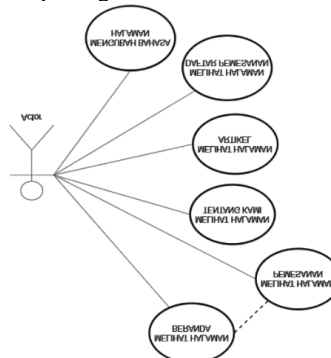 MELIHAT HALAMAN
BERANDA
MELIHAT HALAMAN
PEMESANAN
MELIHAT HALAMAN
TENTANG KAMI
MELIHAT HALAMAN
ARTIKEL
Actor
MELIHAT HALAMAN
DAFTAR PEMESANAN
MENGUBAH BAHASA
HALAMAN